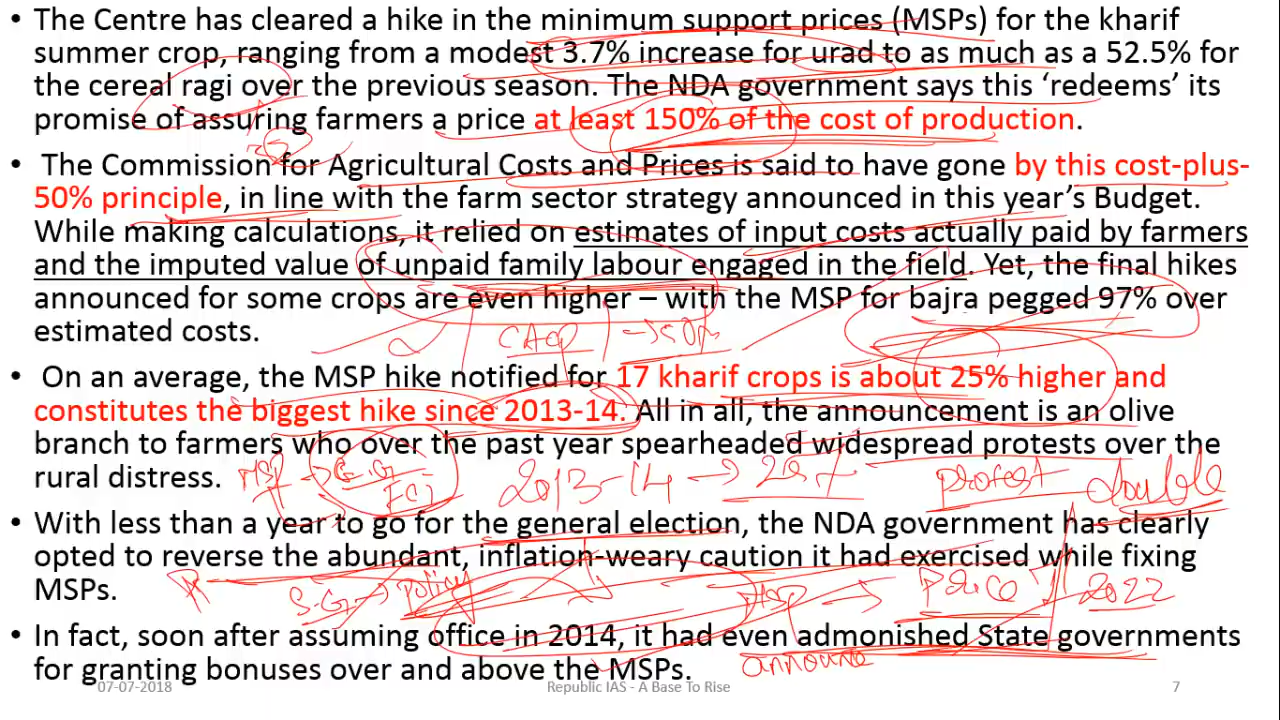 • The Centre has cleared a hike in the minimum support prices (MSPs) for the kharif
summer crop, ranging from a modest 3.7% increase for urad to as much as a 52.5% for
the cereal ragi over the previous season. The NDA government says this ‘redeems’ its
promise of assuring farmers a price at least 150% of the cost of production.
• The Commission for Agricultural Costs and Prices is said to have gone by this cost-plus-
50% principle, in line with the farm sector strategy announced in this year’s Budget.
While making calculations, it relied on estimates of input costs actually paid by farmers
and the imputed value of unpaid family labour engaged in the field. Yet, the final hikes
announced for some crops are even higher – with the MSP for bajra pegged 97% over
estimated costs.
CACP
• On an average, the MSP hike notified for 17 kharif crops is about 25% higher and
constitutes the biggest hike since 2013-14. All in all, the announcement is an olive
branch to farmers who over the past year spearheaded widespread protests over the
rural distress.
MSP → C.G FCI 2013-14 → protest double
• With less than a year to go for the general election, the NDA government has clearly
opted to reverse the abundant, inflation-weary caution it had exercised while fixing
MSPs.
S.G → policy MSP → Price 2022
• In fact, soon after assuming office in 2014, it had even admonished State governments
for granting bonuses over and above the MSPs.
announce
07-07-2018 Republic IAS - A Base To Rise 7